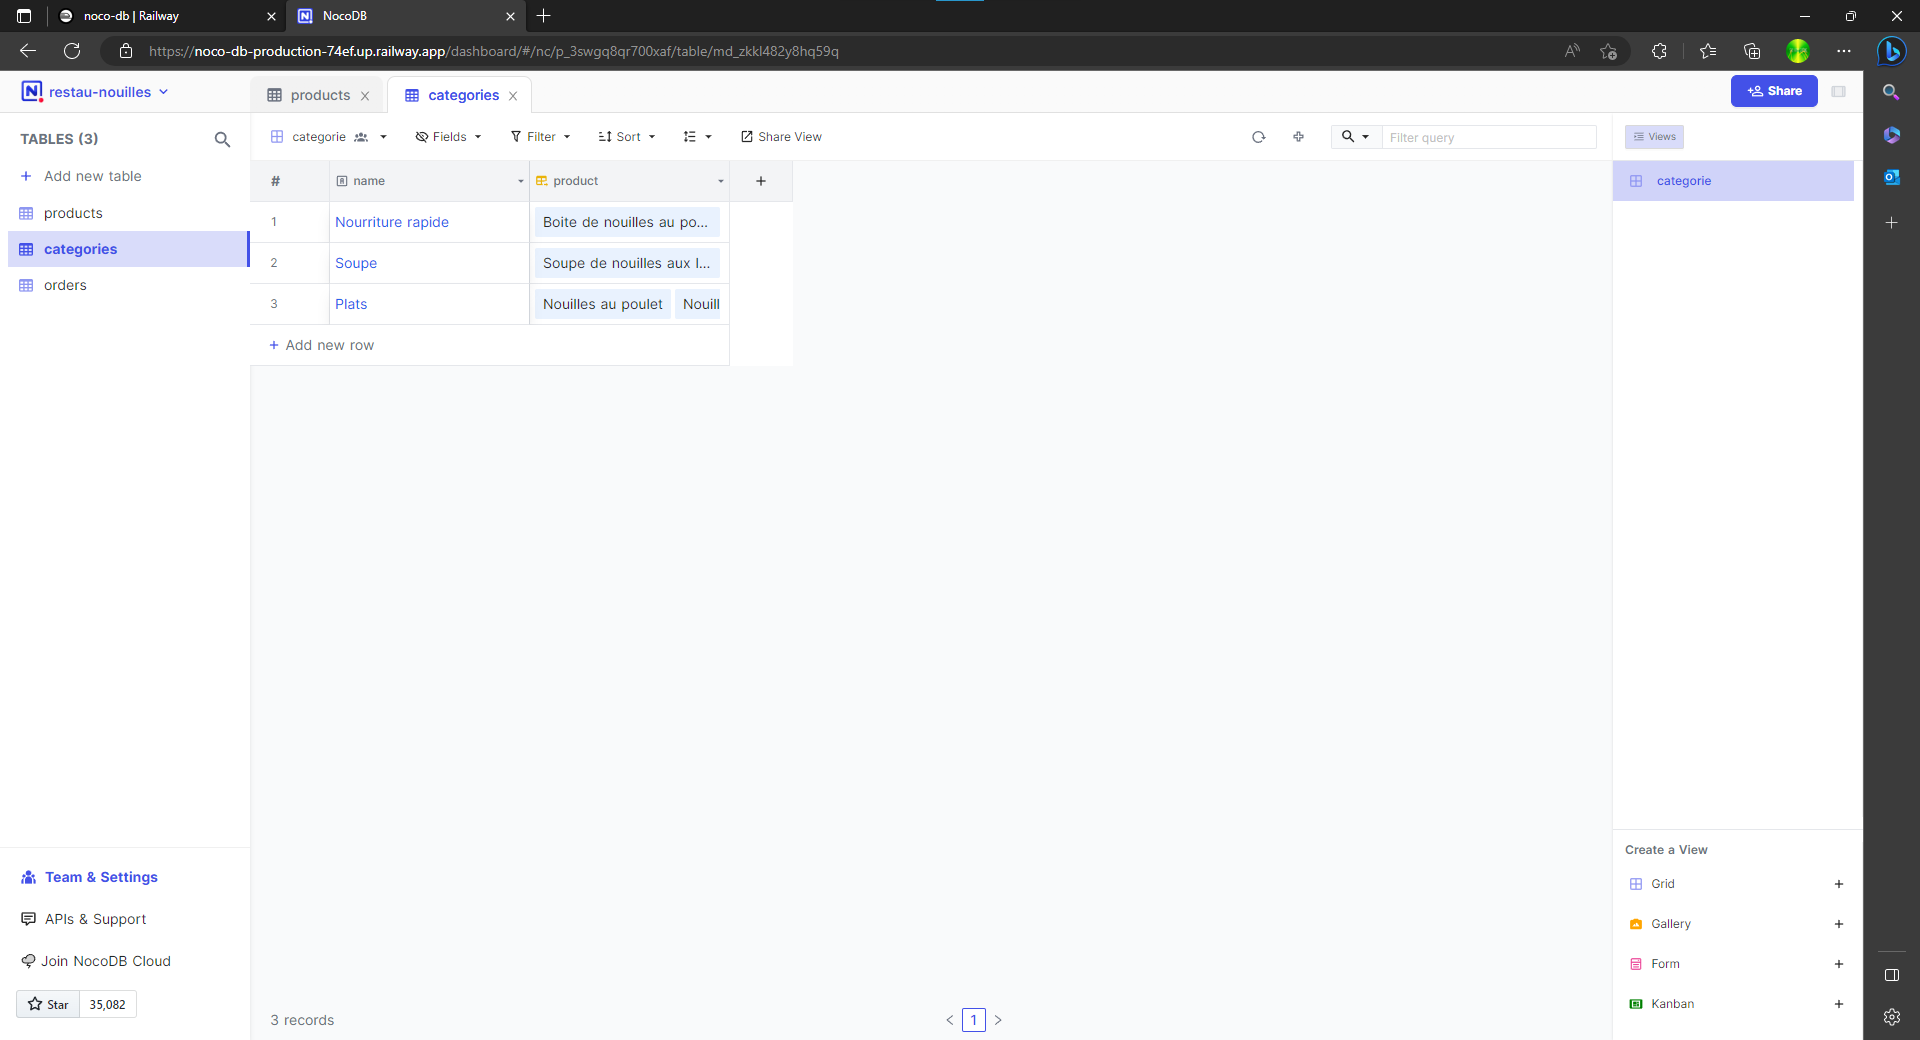 noco-db | Railway
NocoDB
https://noco-db-production-74ef.up.railway.app/dashboard/#/nc/p_3swgq8qr700xaf/table/md_zkkl482y8hq59q
restau-nouilles
products
categories
Share
TABLES (3)
categorie
Fields
Filter
Sort
Share View
Filter query
Views
Add new table
# name product
categorie
products
1 Nourriture rapide Boite de nouilles au po...
categories
2 Soupe Soupe de nouilles aux l...
orders
3 Plats Nouilles au poulet Nouill
Add new row
Create a View
Team & Settings
Grid
APIs & Support
Gallery
Join NocoDB Cloud
Form
Star 35,082
Kanban
3 records
1